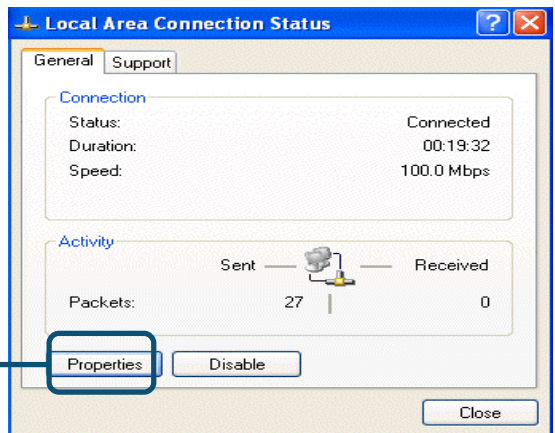 Local Area Connection Status
General Support
Connection
Status: Connected
Duration: 00:19:32
Speed: 100.0 Mbps
Activity
Sent Received
Packets: 27 0
Properties Disable
Close